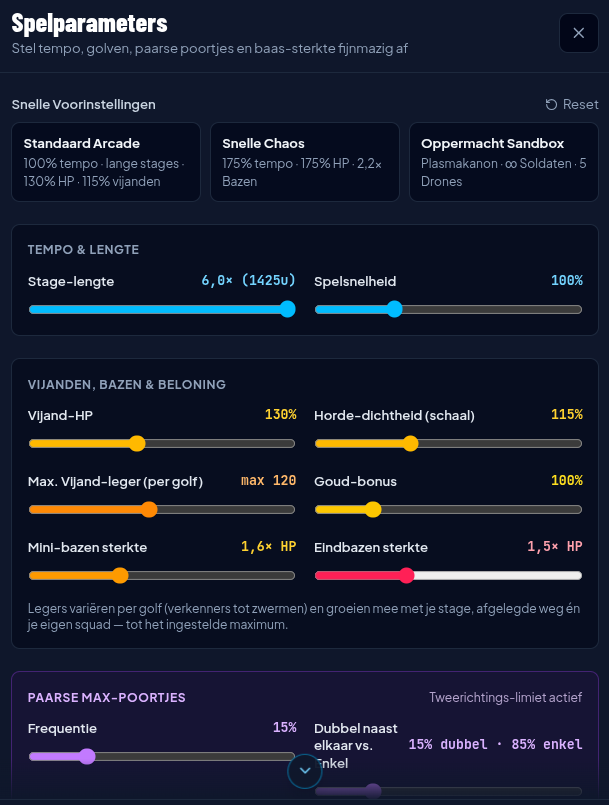 Spelparameters
Stel tempo, golven, paarse poortjes en baas-sterkte fijnmazig af
Snelle Voorinstellingen
Reset
Standaard Arcade
100% tempo · lange stages ·
130% HP · 115% vijanden
Snelle Chaos
175% tempo · 175% HP · 2,2×
Bazen
Oppermacht Sandbox
Plasmakanon · ∞ Soldaten · 5
Drones
TEMPO & LENGTE
Stage-lengte
6,0× (1425u)
Spelsnelheid
100%
VIJANDEN, BAZEN & BELONING
Vijand-HP
130%
Horde-dichtheid (schaal)
115%
Max. Vijand-leger (per golf)
max 120
Goud-bonus
100%
Mini-bazen sterkte
1,6× HP
Eindbazen sterkte
1,5× HP
Legers variëren per golf (verkenners tot zwermen) en groeien mee met je stage, afgelegde weg én
je eigen squad — tot het ingestelde maximum.
PAARSE MAX-POORTJES
Tweerichtings-limiet actief
Frequentie
15%
Dubbel naast
elkaar vs.
Enkel
15% dubbel · 85% enkel